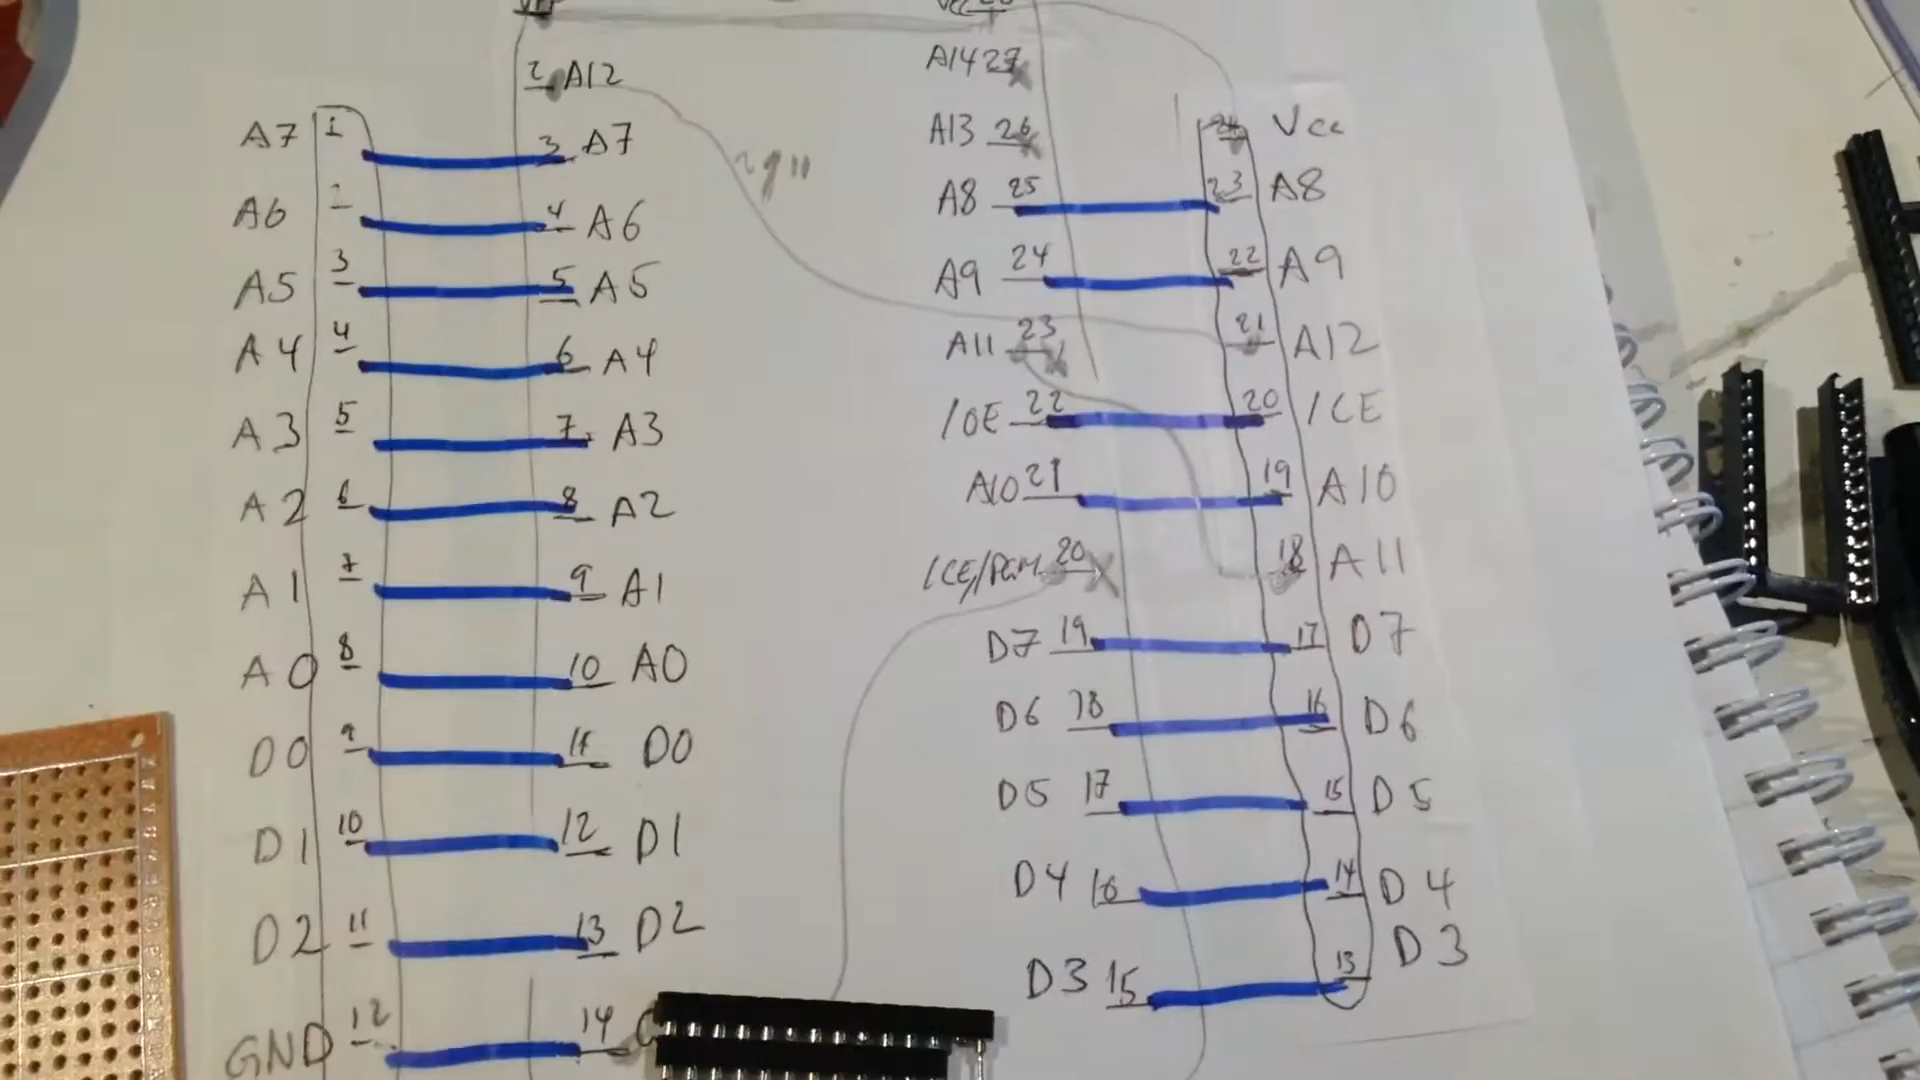 Vcc 28
A14 27
2 A12
A7 1 3 A7
A13 26
24 Vcc
A6 2 4 A6
A8 25 23 A8
A5 3 5 A5
A9 24 22 A9
A4 4 6 A4
A11 23 21 A12
A3 5 7 A3
/OE 22 20 /CE
A2 6 8 A2
A10 21 19 A10
A1 7 9 A1
/CE/PGM 20 18 A11
A0 8 10 A0
D7 19 17 D7
D0 9 11 D0
D6 18 16 D6
D1 10 12 D1
D5 17 15 D5
D2 11 13 D2
D4 16 14 D4
D3 15 13 D3
GND 12 14